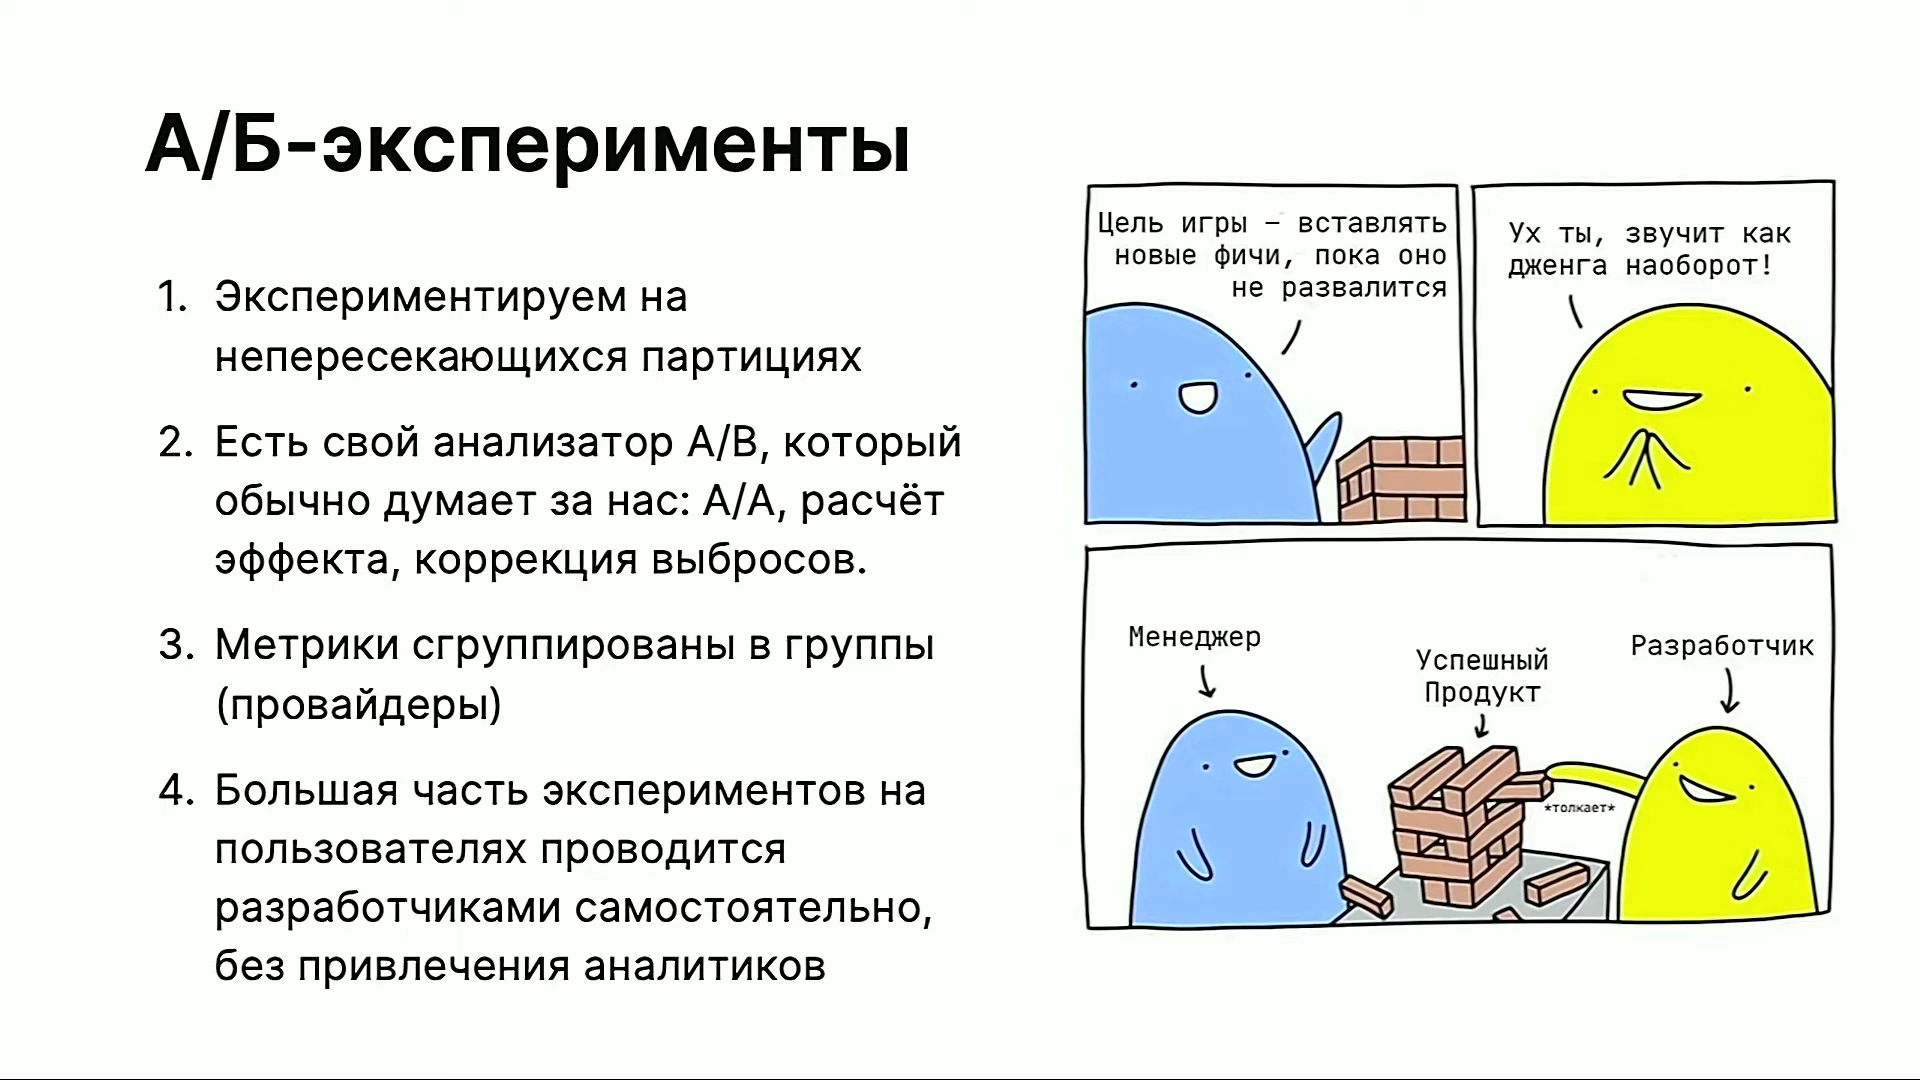 А/Б-эксперименты
1. Экспериментируем на
непересекающихся партициях
2. Есть свой анализатор A/B, который
обычно думает за нас: A/A, расчёт
эффекта, коррекция выбросов.
3. Метрики сгруппированы в группы
(провайдеры)
4. Большая часть экспериментов на
пользователях проводится
разработчиками самостоятельно,
без привлечения аналитиков
Цель игры – вставлять
новые фичи, пока оно
не развалится
Ух ты, звучит как
дженга наоборот!
Менеджер
Успешный
Продукт
Разработчик
*толкает*